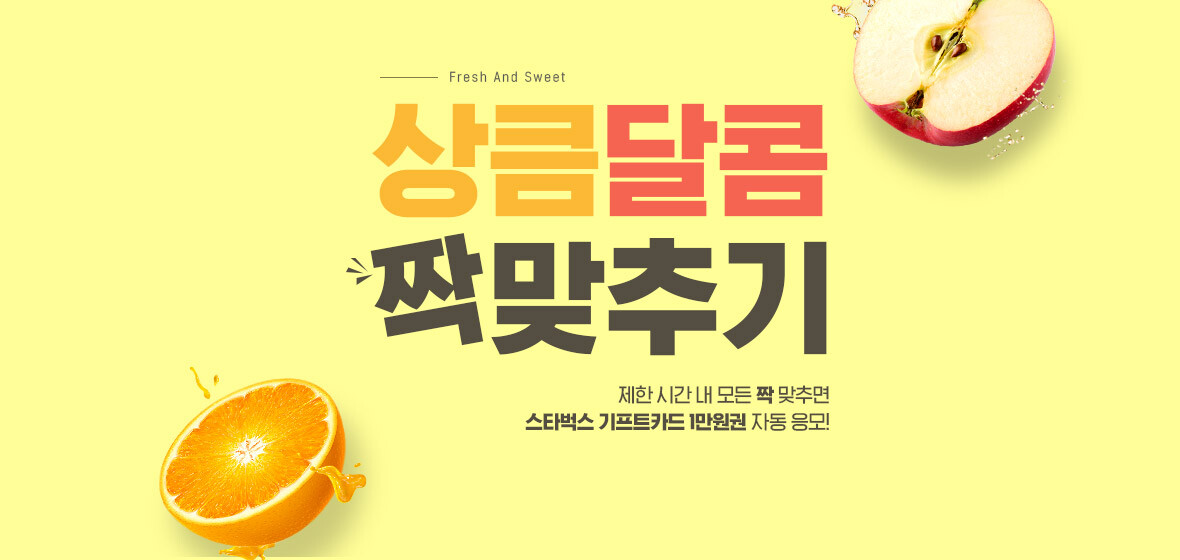 Fresh And Sweet
상큼달콤
짝맞추기
제한 시간 내 모든 짝 맞추면
스타벅스 기프트카드 1만원권 자동 응모!